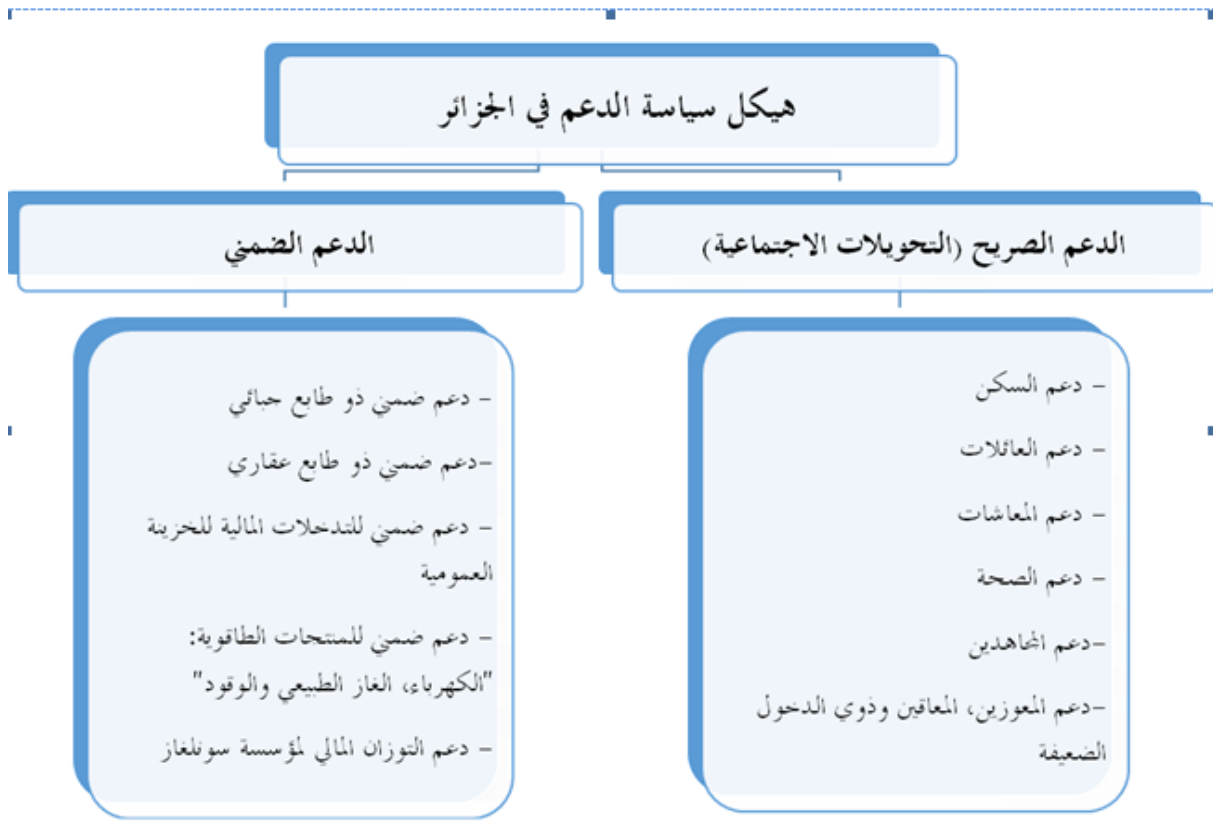 هيكل سياسة الدعم في الجزائر
الدعم الصريح (التحويلات الاجتماعية)
- دعم السكن
- دعم العائلات
- دعم المعاشات
- دعم الصحة
-دعم المجاهدين
-دعم المعوزين، المعاقين وذوي الدخول
الضعيفة
الدعم الضمني
- دعم ضمني ذو طابع جبائي
-دعم ضمني ذو طابع عقاري
- دعم ضمني للتدخلات المالية للخزينة
العمومية
- دعم ضمني للمنتجات الطاقوية:
"الكهرباء، الغاز الطبيعي والوقود"
- دعم التوزان المالي لمؤسسة سونلغاز